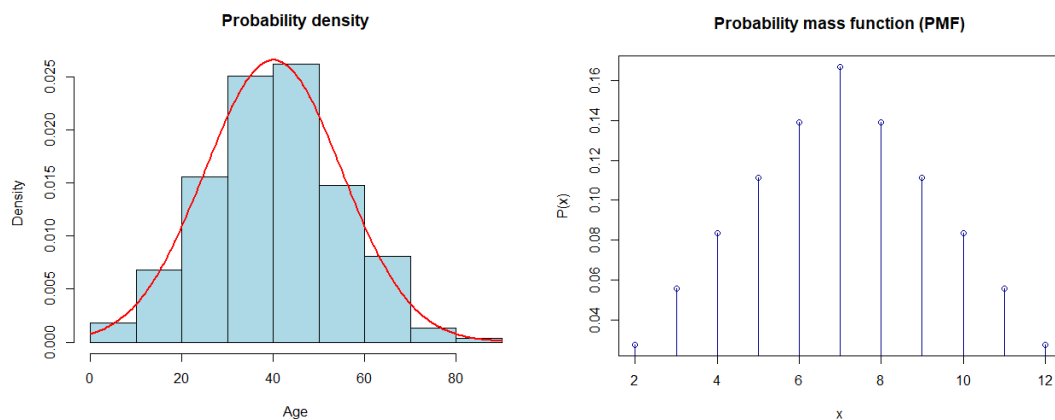 Probability density
Density
0.000 0.005 0.010 0.015 0.020 0.025
0 20 40 60 80
Age
Probability mass function (PMF)
P(x)
0.04 0.06 0.08 0.10 0.12 0.14 0.16
2 4 6 8 10 12
x